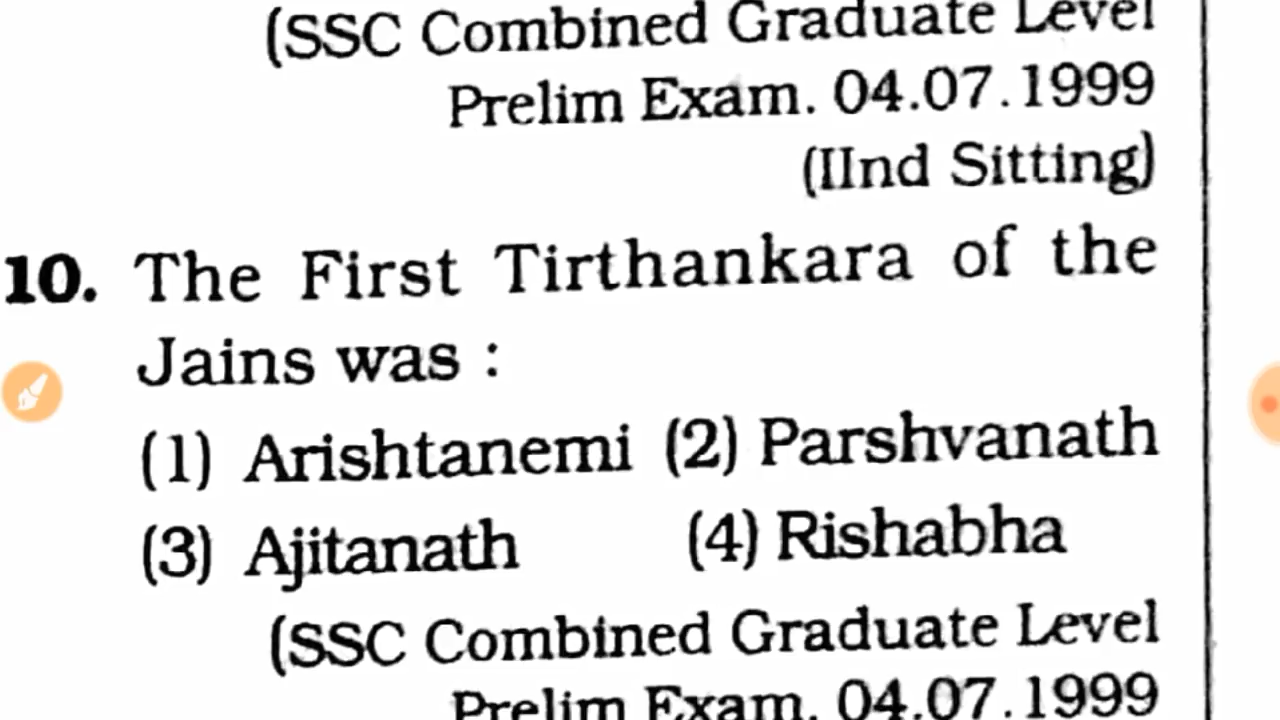 (SSC Combined Graduate Level
Prelim Exam. 04.07.1999
(IInd Sitting)
10. The First Tirthankara of the
Jains was :
(1) Arishtanemi (2) Parshvanath
(3) Ajitanath (4) Rishabha
(SSC Combined Graduate Level
Prelim Exam. 04.07.1999